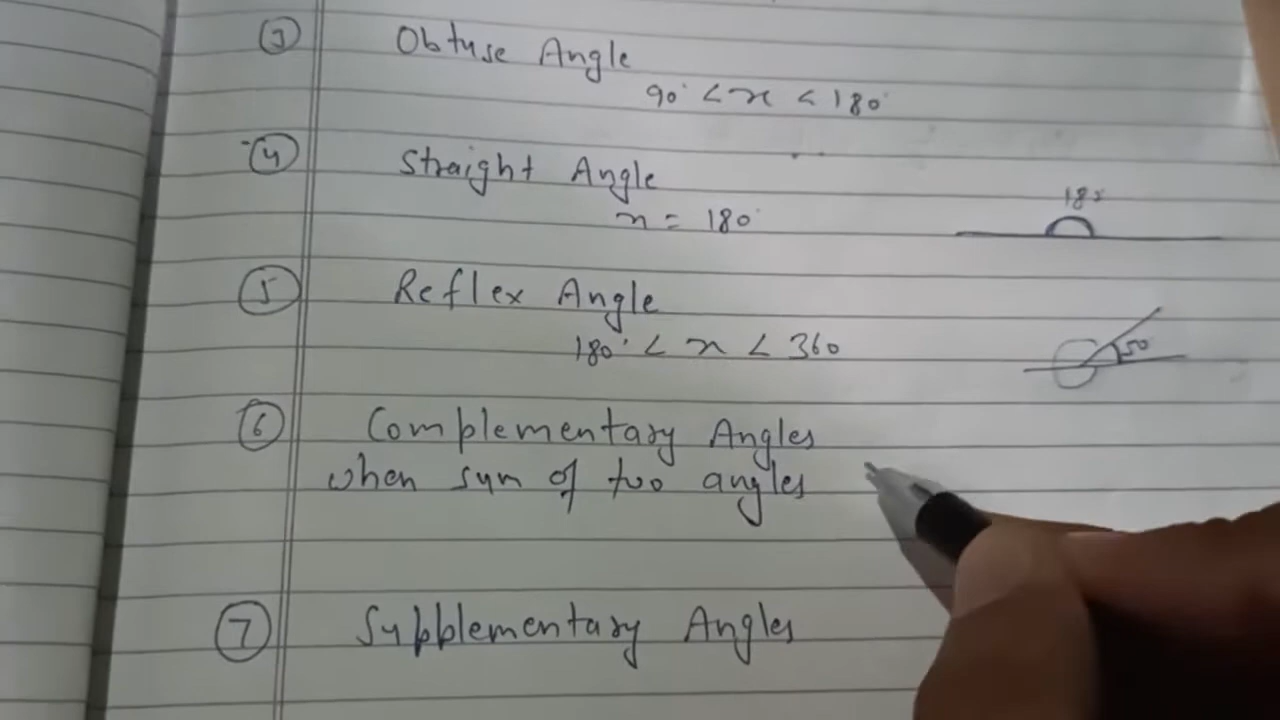 3 Obtuse Angle
90° < x < 180°
4 Straight Angle
x = 180°
180
5 Reflex Angle
180° < x < 360
50
6 Complementary Angles
when sum of two angles
7 Supplementary Angles